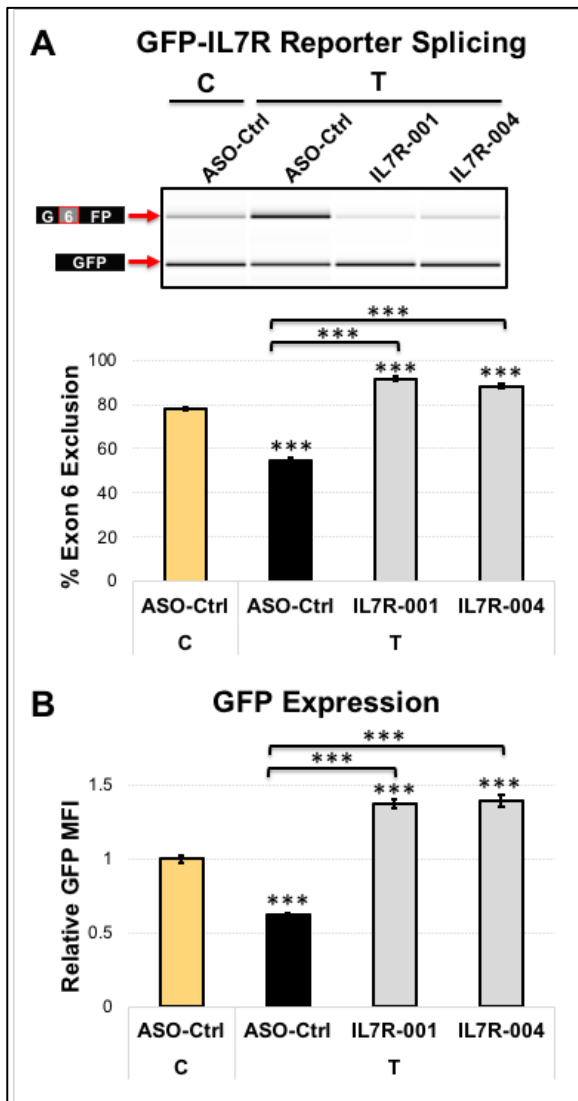 A GFP-IL7R Reporter Splicing
C T
ASO-Ctrl ASO-Ctrl IL7R-001 IL7R-004
G 6 FP
GFP
***
***
*** *** ***
% Exon 6 Exclusion
100
80
60
40
20
0
ASO-Ctrl ASO-Ctrl IL7R-001 IL7R-004
C T
B GFP Expression
***
***
*** *** ***
Relative GFP MFI
1.5
1
0.5
0
ASO-Ctrl ASO-Ctrl IL7R-001 IL7R-004
C T